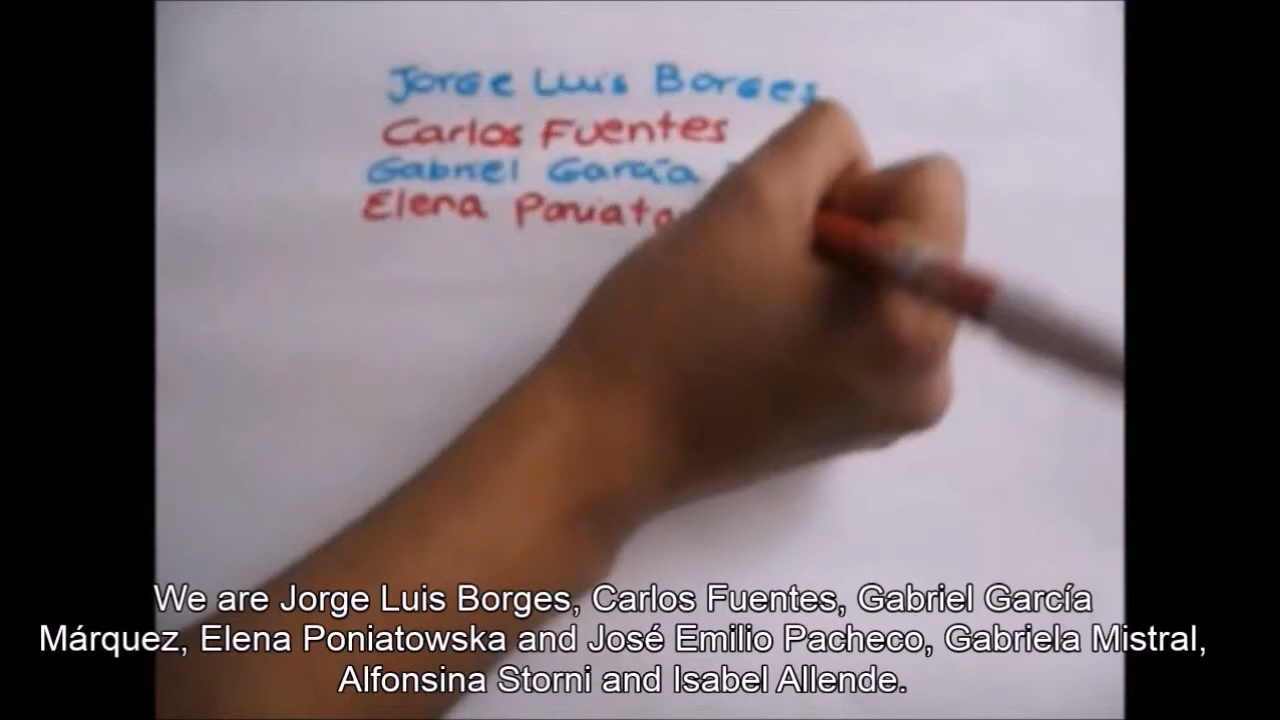 Jorge Luis Borges
Carlos Fuentes
Gabriel García
Elena Poniato
We are Jorge Luis Borges, Carlos Fuentes, Gabriel García
Márquez, Elena Poniatowska and José Emilio Pacheco, Gabriela Mistral,
Alfonsina Storni and Isabel Allende.